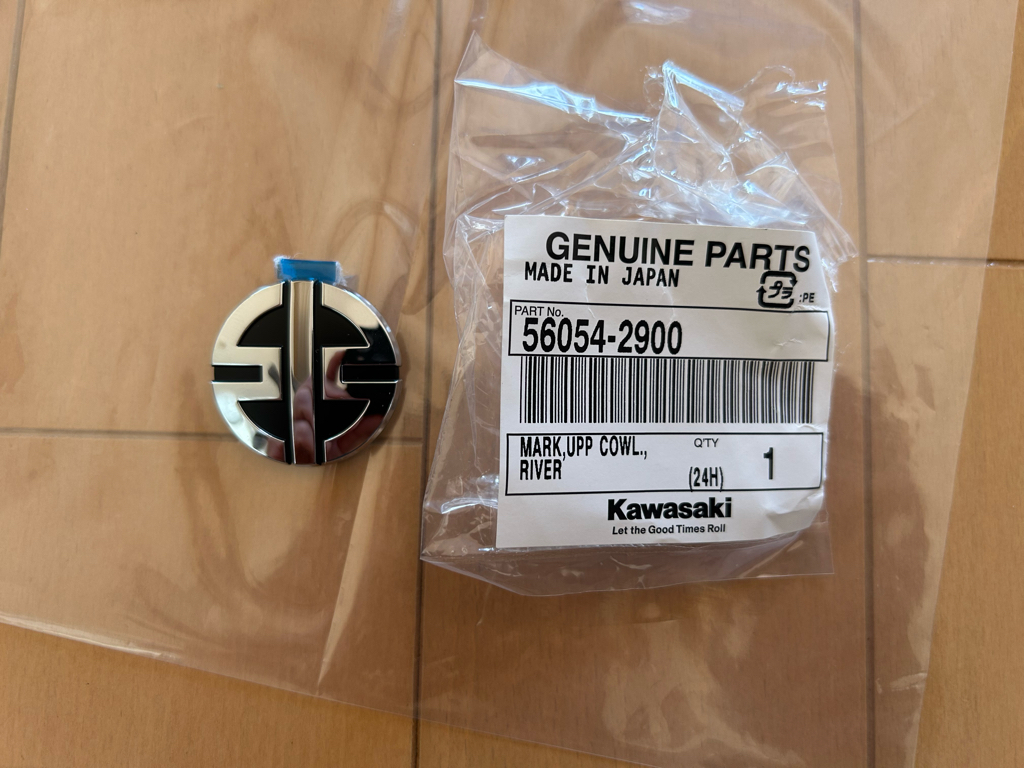 GENUINE PARTS
MADE IN JAPAN
プラ
:PE
PART No.
56054-2900
MARK,UPP COWL.,
RIVER
Q'TY
(24H)
1
Kawasaki
Let the Good Times Roll